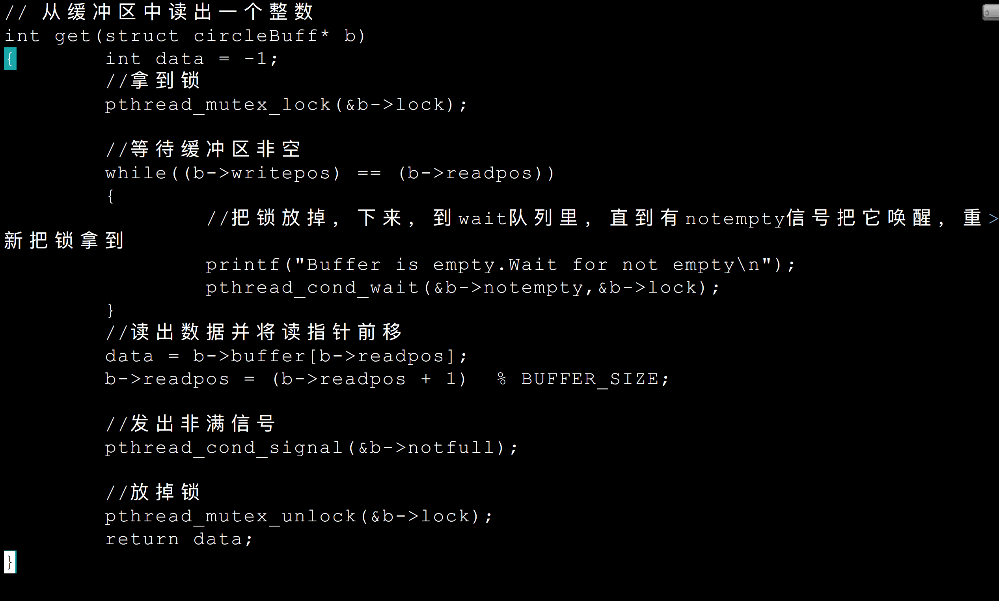 // 从缓冲区中读出一个整数
int get(struct circleBuff* b)
{       int data = -1;
        //拿到锁
        pthread_mutex_lock(&b->lock);
        //等待缓冲区非空
        while((b->writepos) == (b->readpos))
        {
                //把锁放掉，下来，到wait队列里，直到有notempty信号把它唤醒，重>
新把锁拿到
                printf("Buffer is empty.Wait for not empty\n");
                pthread_cond_wait(&b->notempty,&b->lock);
        }
        //读出数据并将读指针前移
        data = b->buffer[b->readpos];
        b->readpos = (b->readpos + 1)  % BUFFER_SIZE;
        //发出非满信号
        pthread_cond_signal(&b->notfull);
        //放掉锁
        pthread_mutex_unlock(&b->lock);
        return data;
}